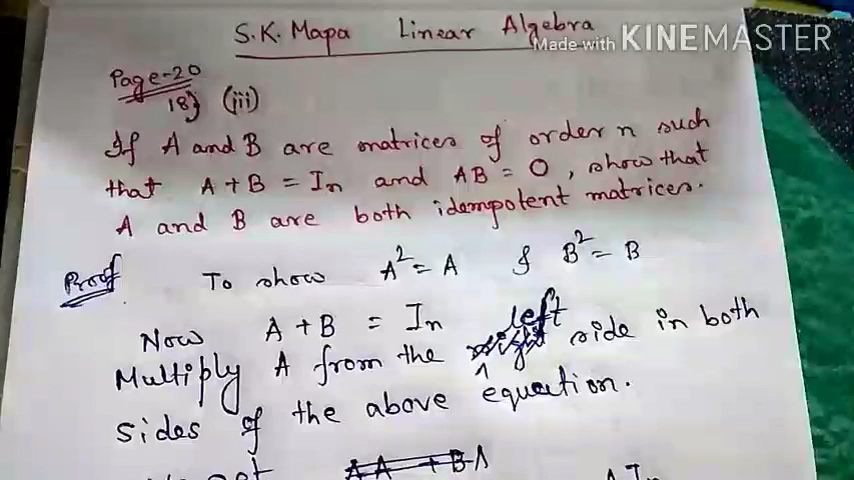 S.K. Mapa Linear Algebra
Made with KINEMASTER
Page-20
18) (iii)
If A and B are matrices of order n such
that A + B = In and AB = O, show that
A and B are both idempotent matrices.
Proof To show A² = A & B² = B
Now A + B = In
Multiply A from the left side in both
sides of the above equation.
AA + BA